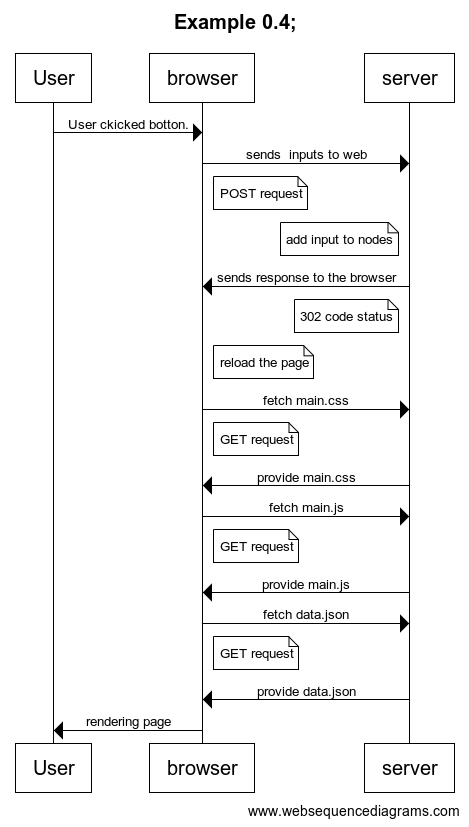 Example 0.4;
User browser server
User ckicked botton.
sends  inputs to web
POST request
add input to nodes
sends response to the browser
302 code status
reload the page
fetch main.css
GET request
provide main.css
fetch main.js
GET request
provide main.js
fetch data.json
GET request
provide data.json
rendering page
User browser server
www.websequencediagrams.com